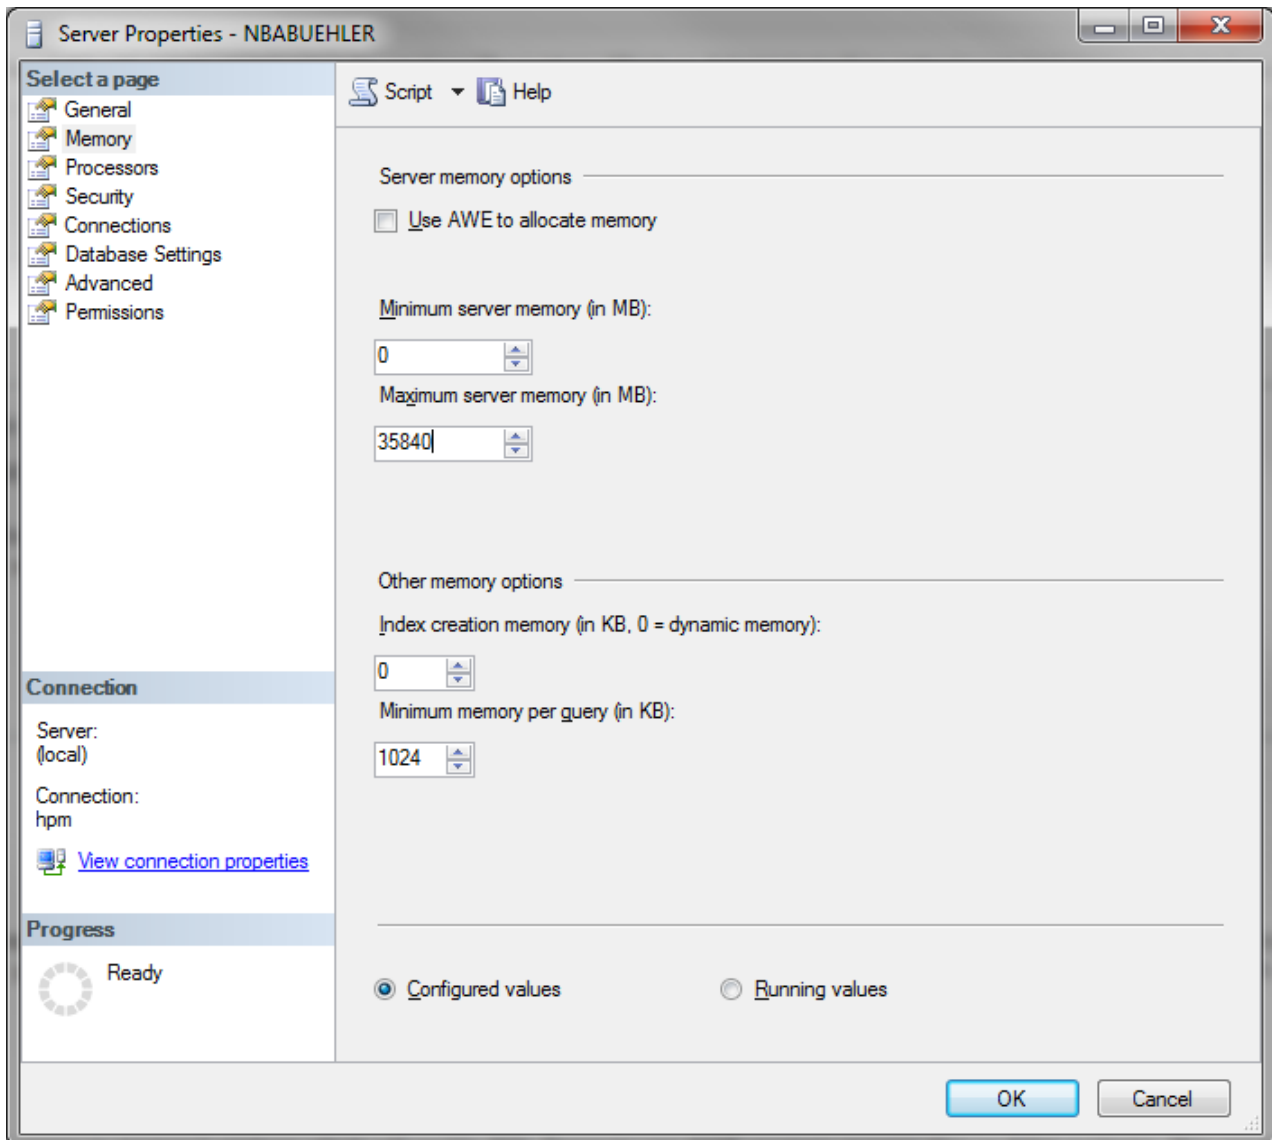 Server Properties - NBABUEHLER
Select a page
General
Memory
Processors
Security
Connections
Database Settings
Advanced
Permissions
Connection
Server:
(local)
Connection:
hpm
View connection properties
Progress
Ready
Script
Help
Server memory options
Use AWE to allocate memory
Minimum server memory (in MB):
0
Maximum server memory (in MB):
35840
Other memory options
Index creation memory (in KB, 0 = dynamic memory):
0
Minimum memory per query (in KB):
1024
Configured values
Running values
OK
Cancel